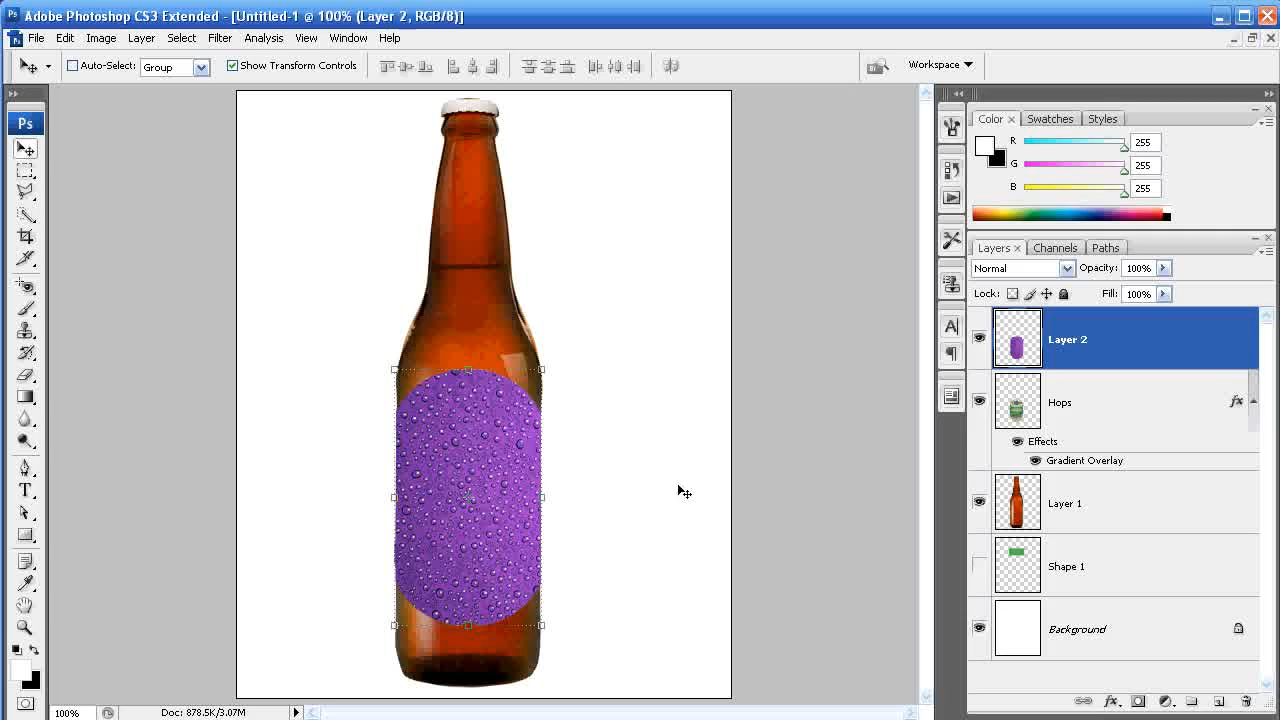 Adobe Photoshop CS3 Extended - [Untitled-1 @ 100% (Layer 2, RGB/8)]
File Edit Image Layer Select Filter Analysis View Window Help
Auto-Select: Group Show Transform Controls Workspace
Ps
Color Swatches Styles
R 255
G 255
B 255
Layers Channels Paths
Normal Opacity: 100%
Lock: Fill: 100%
Layer 2
Hops fx
Effects
Gradient Overlay
Layer 1
Shape 1
Background
100% Doc: 878.5K/3.07M